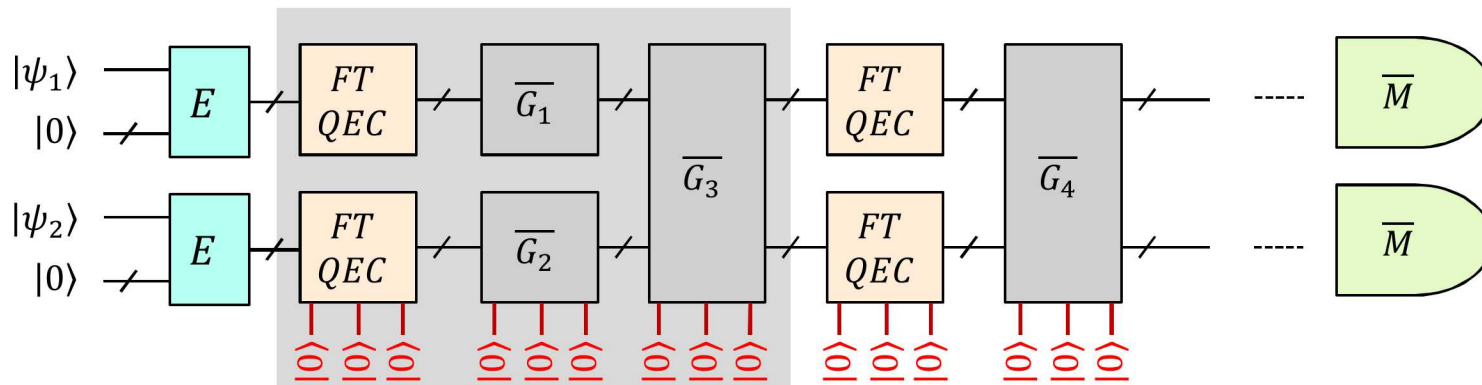 |ψ₁⟩
|0⟩
E
FT
QEC
G̅₁
G̅₃
FT
QEC
G̅₄
M̅
|ψ₂⟩
|0⟩
E
FT
QEC
G̅₂
FT
QEC
M̅
|0⟩ |0⟩ |0⟩ |0⟩ |0⟩ |0⟩ |0⟩ |0⟩ |0⟩ |0⟩ |0⟩ |0⟩ |0⟩ |0⟩ |0⟩